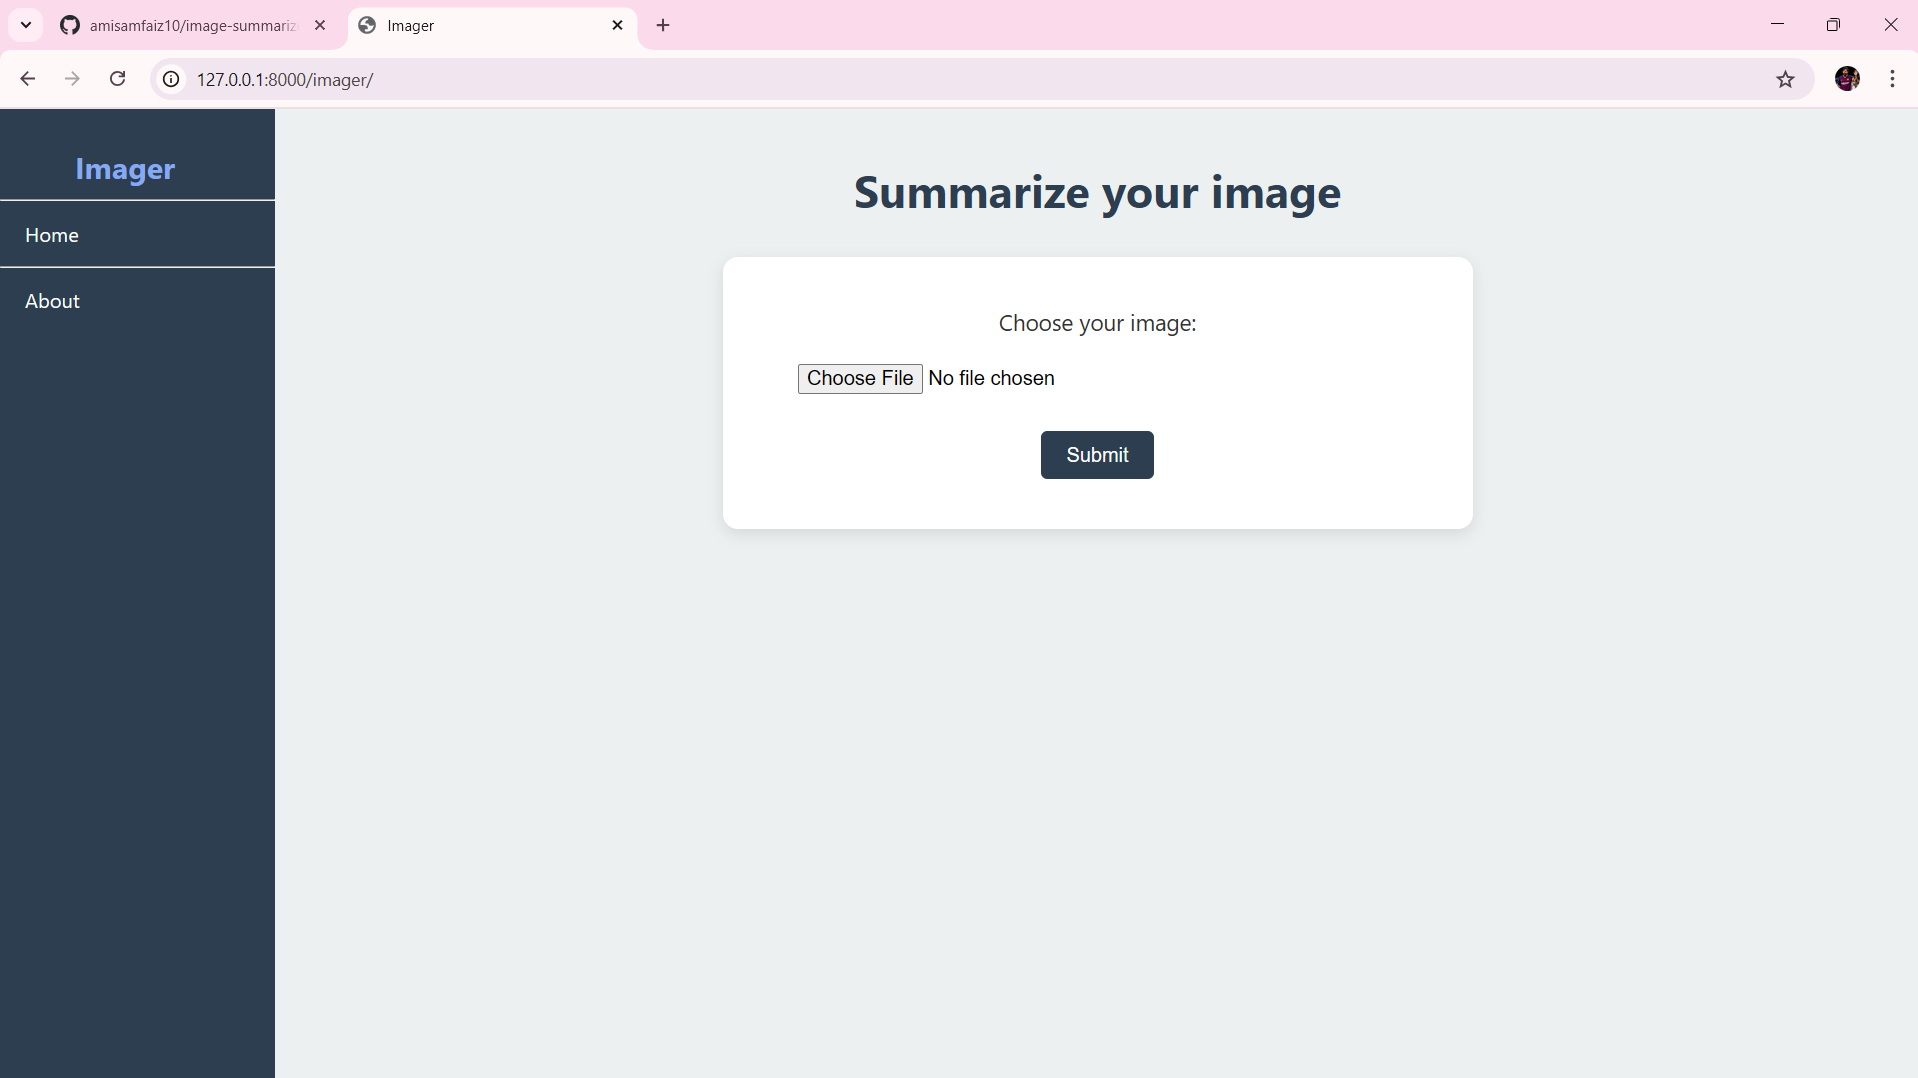 amisamfaiz10/image-summariz
Imager
127.0.0.1:8000/imager/
Imager
Home
About
Summarize your image
Choose your image:
Choose File No file chosen
Submit